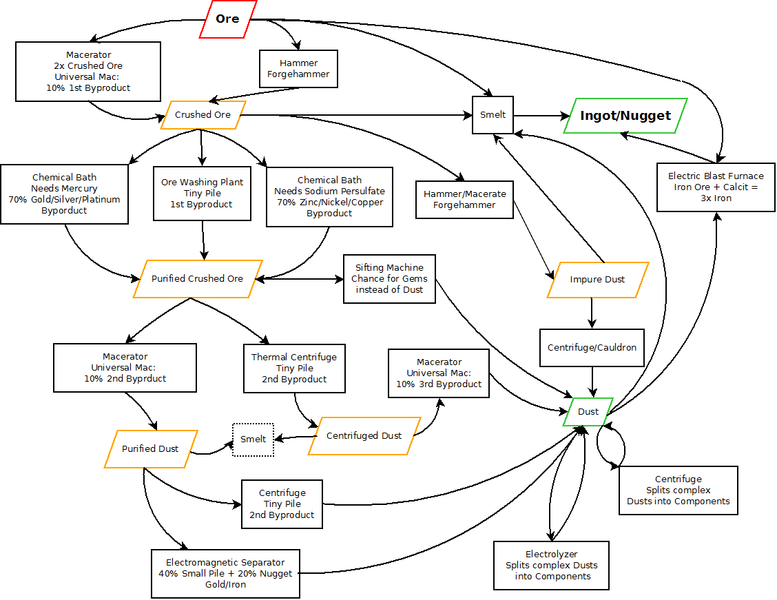 Ore
Macerator
2x Crushed Ore
Universal Mac:
10% 1st Byproduct
Hammer
Forgehammer
Crushed Ore
Smelt
Ingot/Nugget
Chemical Bath
Needs Mercury
70% Gold/Silver/Platinum
Byporduct
Ore Washing Plant
Tiny Pile
1st Byproduct
Chemical Bath
Needs Sodium Persulfate
70% Zinc/Nickel/Copper
Byproduct
Hammer/Macerate
Forgehammer
Electric Blast Furnace
Iron Ore + Calcit =
3x Iron
Purified Crushed Ore
Sifting Machine
Chance for Gems
instead of Dust
Impure Dust
Centrifuge/Cauldron
Macerator
Universal Mac:
10% 2nd Byprduct
Thermal Centrifuge
Tiny Pile
2nd Byproduct
Macerator
Universal Mac:
10% 3rd Byproduct
Dust
Purified Dust
Smelt
Centrifuged Dust
Centrifuge
Tiny Pile
2nd Byproduct
Centrifuge
Splits complex
Dusts into Components
Electromagnetic Separator
40% Small Pile + 20% Nugget
Gold/Iron
Electrolyzer
Splits complex Dusts
into Components